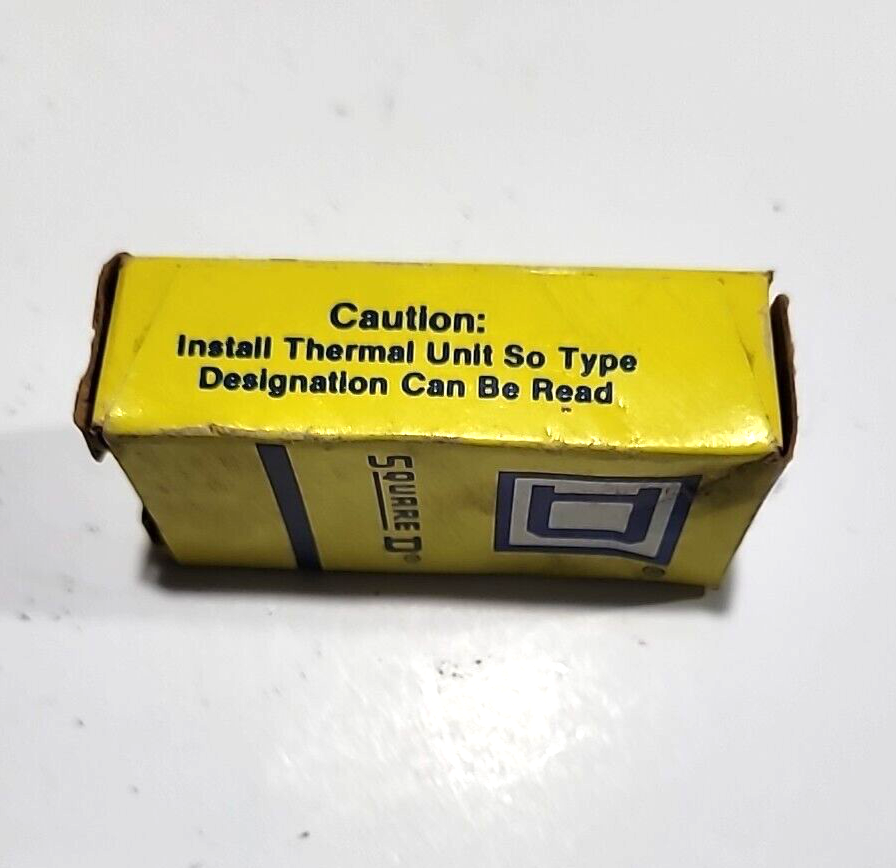 Caution:
Install Thermal Unit So Type
Designation Can Be Read
SQUARE D®
D
®